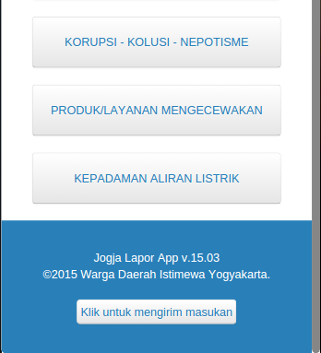 KORUPSI - KOLUSI - NEPOTISME
PRODUK/LAYANAN MENGECEWAKAN
KEPADAMAN ALIRAN LISTRIK
Jogja Lapor App v.15.03
©2015 Warga Daerah Istimewa Yogyakarta.
Klik untuk mengirim masukan